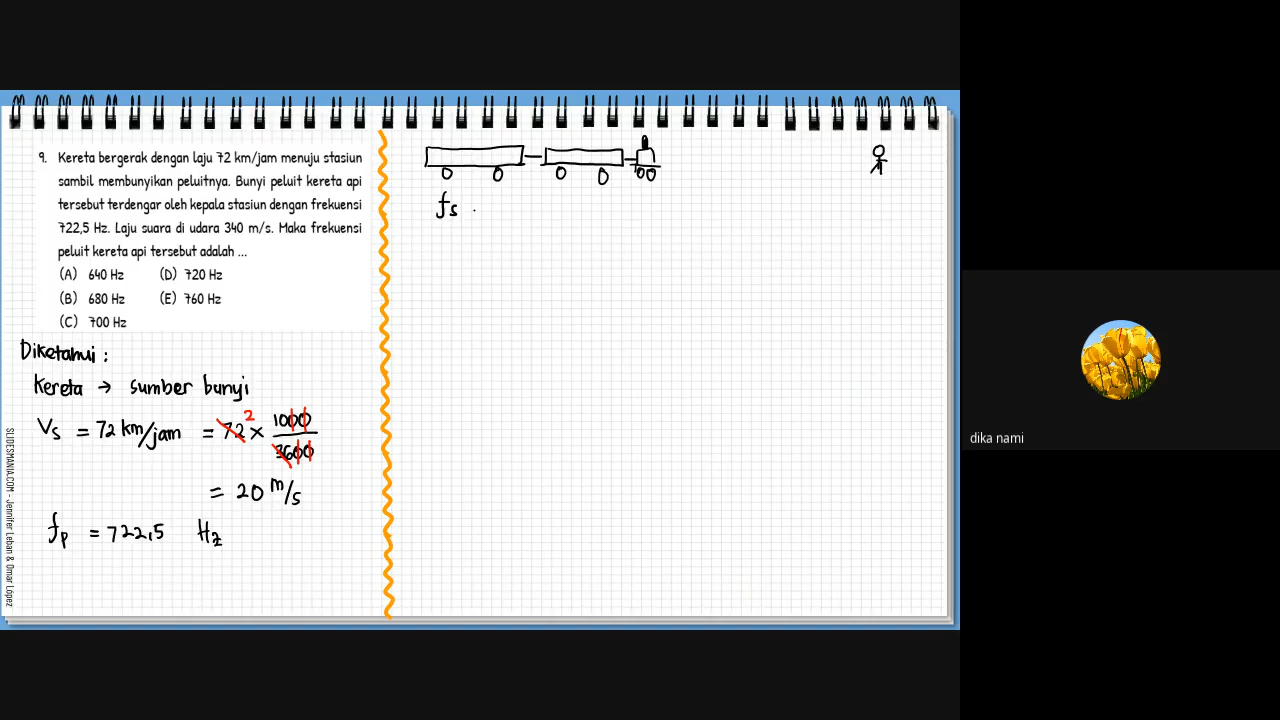 9. Kereta bergerak dengan laju 72 km/jam menuju stasiun
sambil membunyikan peluitnya. Bunyi peluit kereta api
tersebut terdengar oleh kepala stasiun dengan frekuensi
722,5 Hz. Laju suara di udara 340 m/s. Maka frekuensi
peluit kereta api tersebut adalah ...
(A) 640 Hz (D) 720 Hz
(B) 680 Hz (E) 760 Hz
(C) 700 Hz
Diketahui :
Kereta → sumber bunyi
Vs = 72 km/jam = 72 2 × 1000/3600
= 20 m/s
fp = 722,5 Hz
fs
SLIDESMANIA.COM - Jennifer Leban & Omar López
dika nami